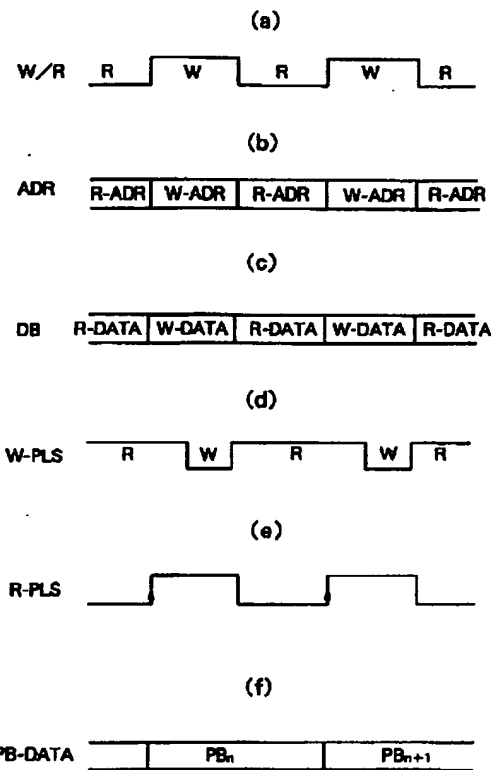 (a)
W/R R W R W R
(b)
ADR R-ADR W-ADR R-ADR W-ADR R-ADR
(c)
DB R-DATA W-DATA R-DATA W-DATA R-DATA
(d)
W-PLS R W R W R
(e)
R-PLS
(f)
PB-DATA PBn PBn+1